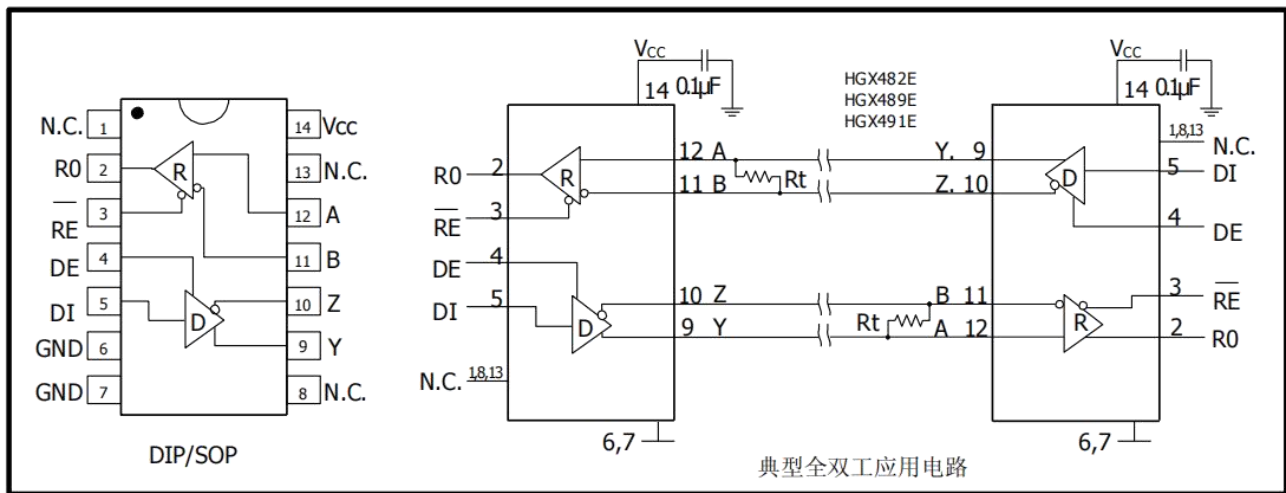 N.C. 1
R0 2
RE 3
DE 4
DI 5
GND 6
GND 7
14 Vcc
13 N.C.
12 A
11 B
10 Z
9 Y
8 N.C.
R
D
DIP/SOP
VCC
14 0.1μF
R0 2
RE 3
DE 4
DI 5
N.C. 1,8,13
R
D
12 A
11 B
Rt
10 Z
9 Y
6,7
HGX482E
HGX489E
HGX491E
VCC
14 0.1μF
Y. 9
Z. 10
B 11
Rt
A 12
D
R
1,8,13
N.C.
5 DI
4 DE
3 RE
2 R0
6,7
典型全双工应用电路